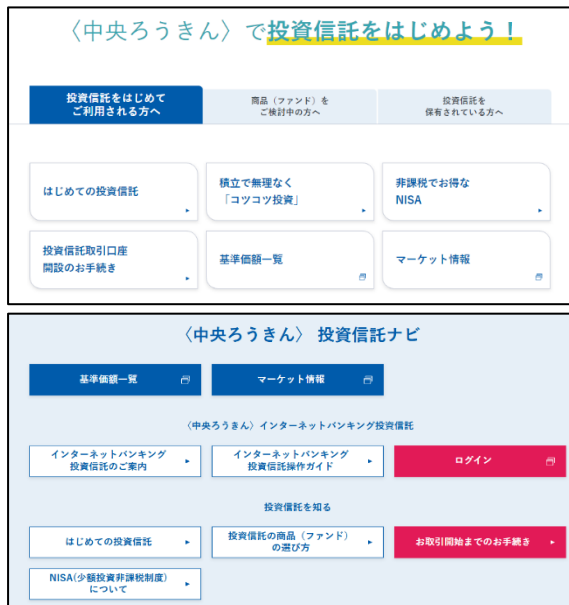 〈中央ろうきん〉で投資信託をはじめよう！
投資信託をはじめて
ご利用される方へ
商品（ファンド）を
ご検討中の方へ
投資信託を
保有されている方へ
はじめての投資信託
積立で無理なく
「コツコツ投資」
非課税でお得な
NISA
投資信託取引口座
開設のお手続き
基準価額一覧
マーケット情報
〈中央ろうきん〉 投資信託ナビ
基準価額一覧
マーケット情報
〈中央ろうきん〉インターネットバンキング投資信託
インターネットバンキング
投資信託のご案内
インターネットバンキング
投資信託操作ガイド
ログイン
投資信託を知る
はじめての投資信託
投資信託の商品（ファンド）
の選び方
お取引開始までのお手続き
NISA(少額投資非課税制度)
について